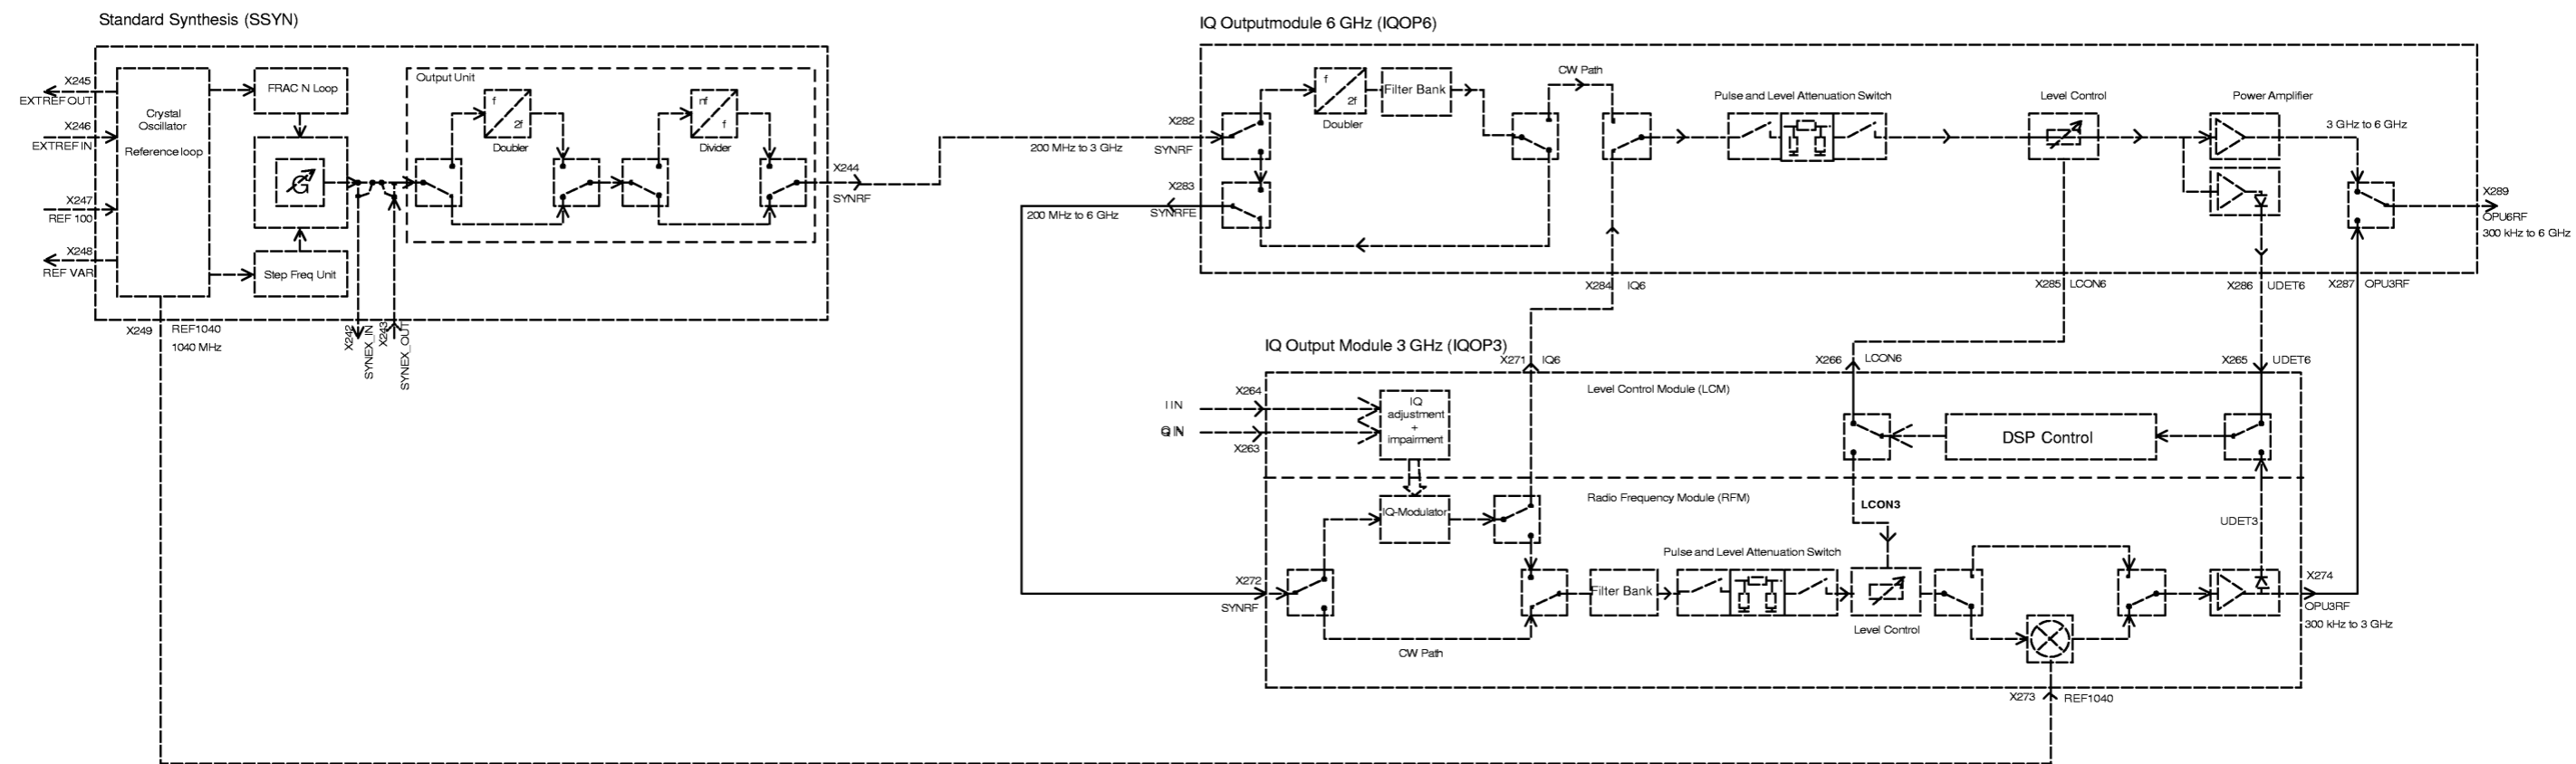 Standard Synthesis (SSYN)
X245
EXTREF OUT
X246
EXTREF IN
X247
REF 100
X248
REF VAR
Crystal
Oscillator
Reference loop
FRAC N Loop
G
Step Freq Unit
Output Unit
f
2f
Doubler
nf
f
Divider
X244
SYNRF
X249
REF1040
1040 MHz
X242
SYNEX_IN
X243
SYNEX_OUT
IQ Outputmodule 6 GHz (IQOP6)
200 MHz to 3 GHz
X282
SYNRF
X283
SYNRFE
200 MHz to 6 GHz
f
2f
Doubler
Filter Bank
CW Path
Pulse and Level Attenuation Switch
Level Control
Power Amplifier
3 GHz to 6 GHz
X289
OPU6RF
300 kHz to 6 GHz
X284
IQ6
X285
LCON6
X286
UDET6
X287
OPU3RF
IQ Output Module 3 GHz (IQOP3)
X271
IQ6
X266
LCON6
X265
UDET6
Level Control Module (LCM)
X264
I IN
Q IN
X263
IQ
adjustment
+
impairment
DSP Control
Radio Frequency Module (RFM)
IQ-Modulator
LCON3
UDET3
X272
SYNRF
CW Path
Filter Bank
Pulse and Level Attenuation Switch
Level Control
X274
OPU3RF
300 kHz to 3 GHz
X273
REF1040